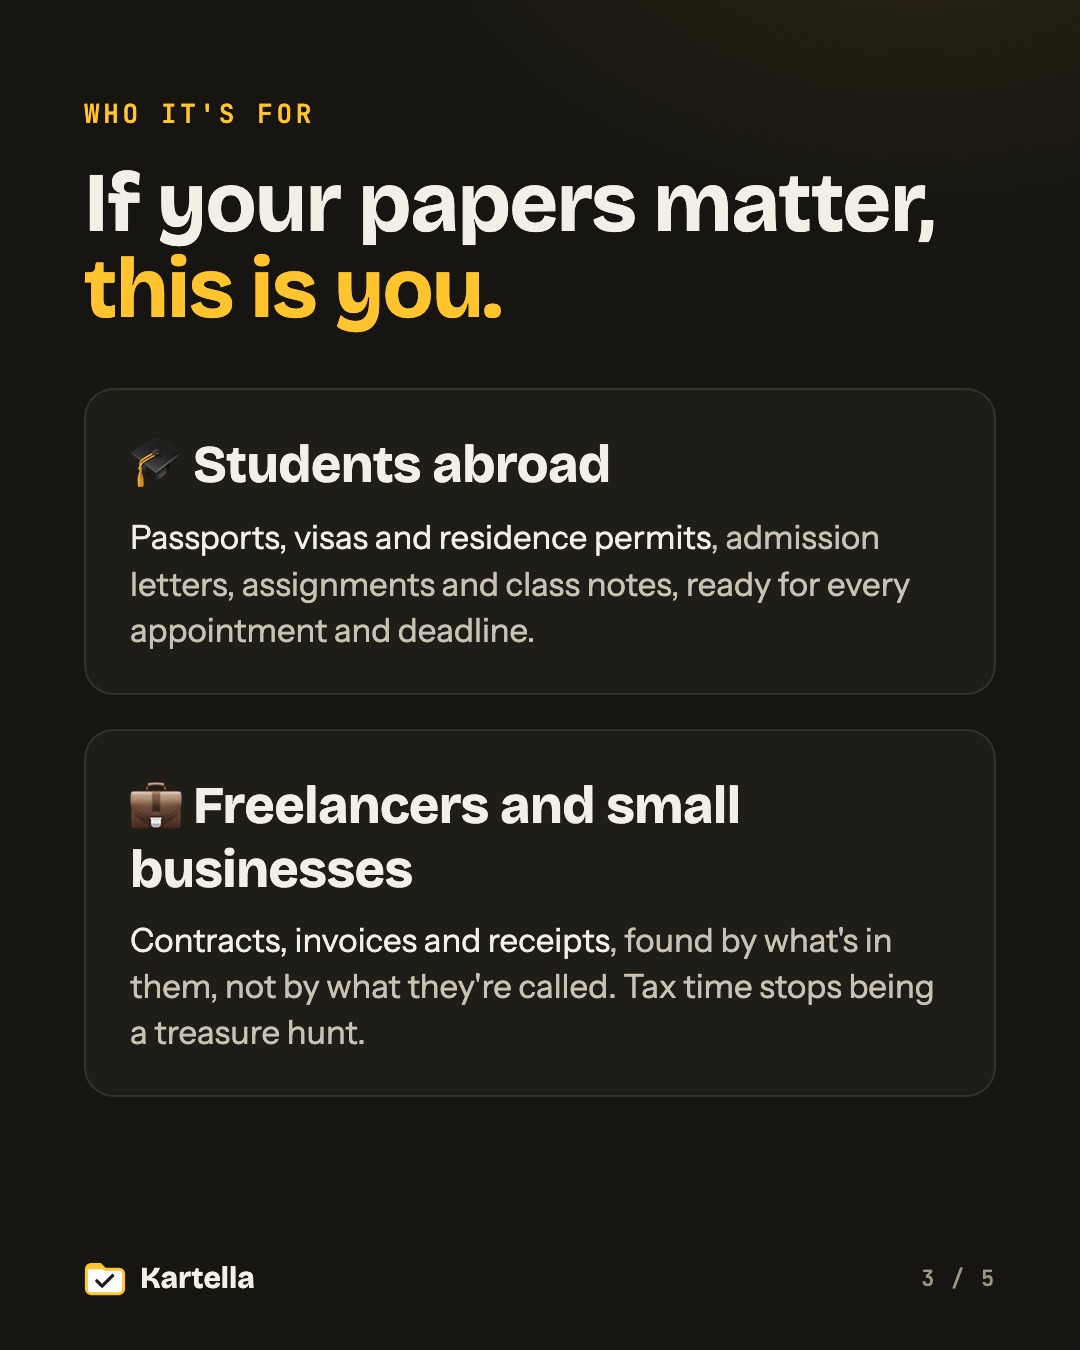 WHO IT'S FOR
If your papers matter,
this is you.
🎓 Students abroad
Passports, visas and residence permits, admission
letters, assignments and class notes, ready for every
appointment and deadline.
💼 Freelancers and small
businesses
Contracts, invoices and receipts, found by what's in
them, not by what they're called. Tax time stops being
a treasure hunt.
Kartella
3 / 5